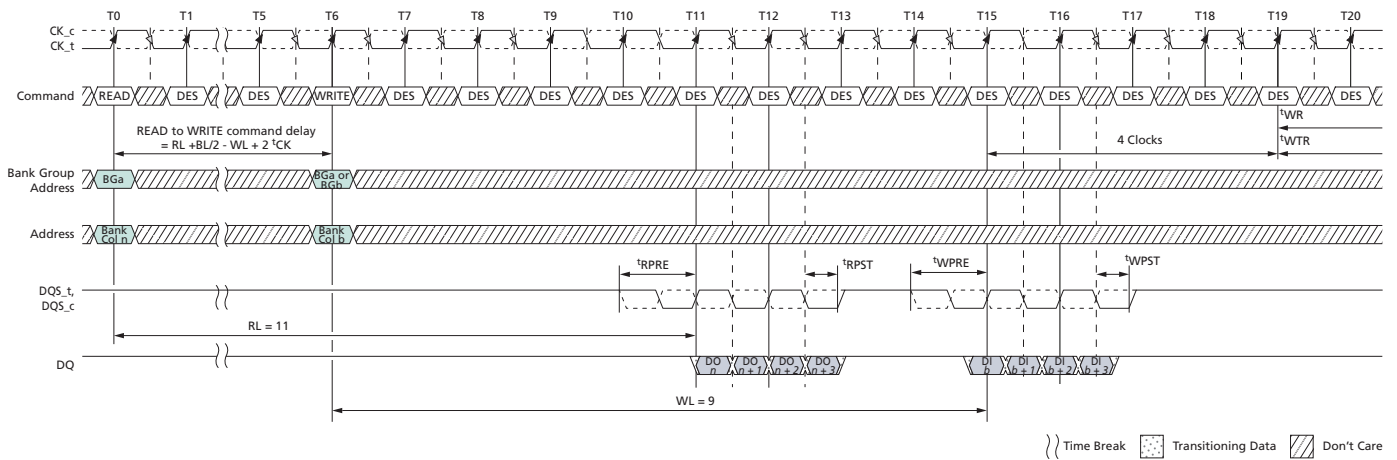 T0 T1 T5 T6 T7 T8 T9 T10 T11 T12 T13 T14 T15 T16 T17 T18 T19 T20
CK_c
CK_t
Command READ DES DES WRITE DES DES DES DES DES DES DES DES DES DES DES DES DES DES
tWR
READ to WRITE command delay
= RL +BL/2 - WL + 2 tCK
4 Clocks tWTR
Bank Group
Address
BGa
BGa or
BGb
Address
Bank
Col n
Bank
Col b
tRPRE tRPST tWPRE tWPST
DQS_t,
DQS_c
RL = 11
DQ
DO
n
DO
n + 1
DO
n + 2
DO
n + 3
DI
b
DI
b + 1
DI
b + 2
DI
b + 3
WL = 9
Time Break Transitioning Data Don't Care